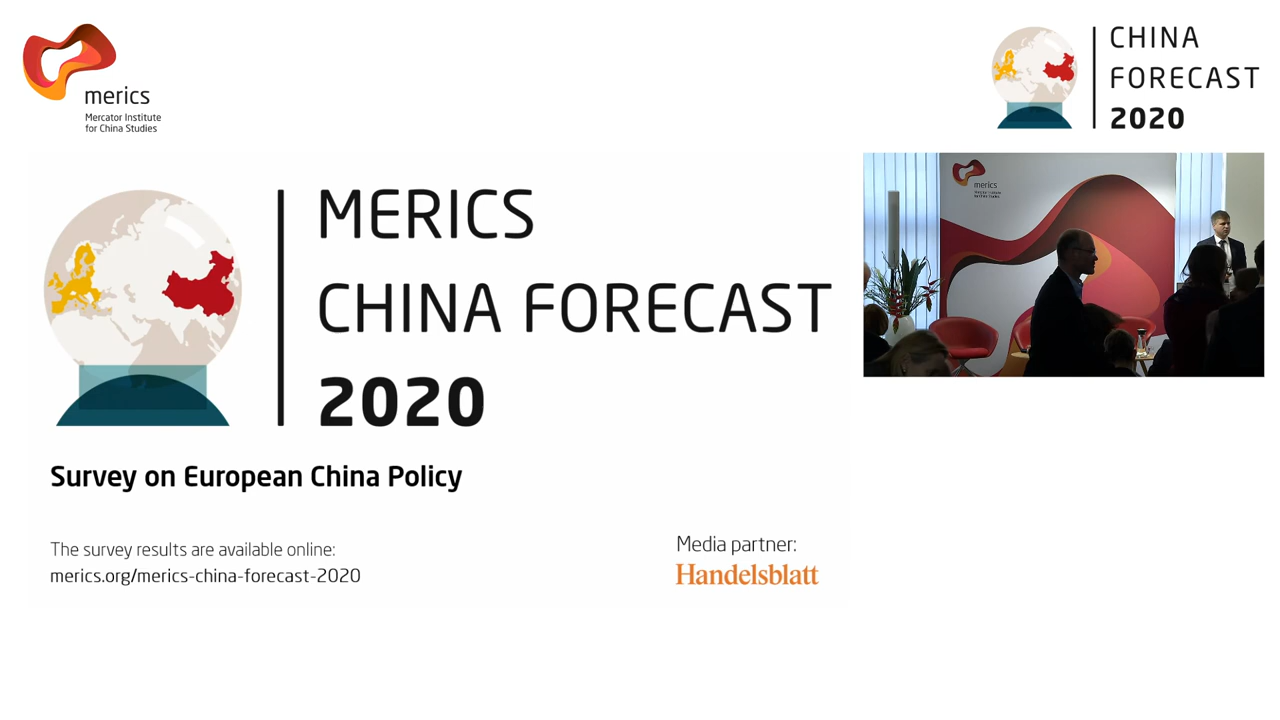 merics
Mercator Institute
for China Studies
CHINA
FORECAST
2020
MERICS
CHINA FORECAST
2020
Survey on European China Policy
The survey results are available online:
merics.org/merics-china-forecast-2020
Media partner:
Handelsblatt
merics